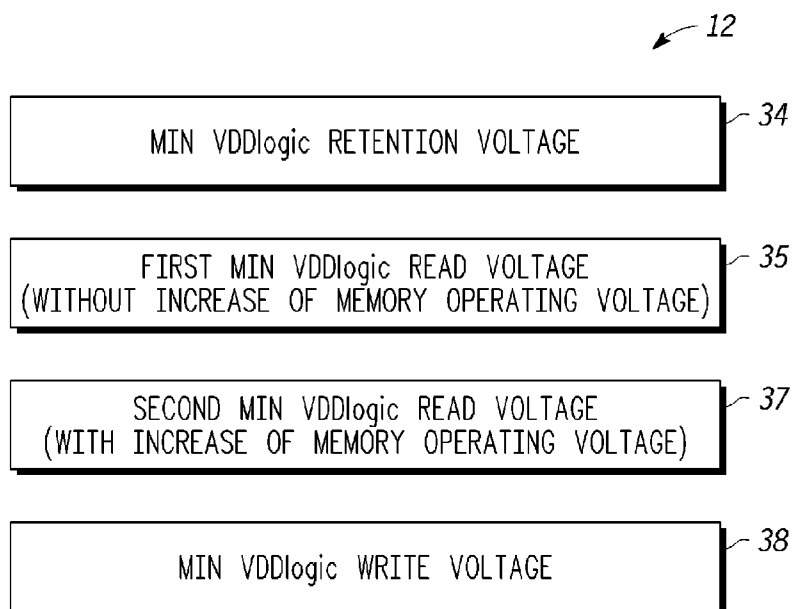 12
MIN VDDlogic RETENTION VOLTAGE
34
FIRST MIN VDDlogic READ VOLTAGE
(WITHOUT INCREASE OF MEMORY OPERATING VOLTAGE)
35
SECOND MIN VDDlogic READ VOLTAGE
(WITH INCREASE OF MEMORY OPERATING VOLTAGE)
37
MIN VDDlogic WRITE VOLTAGE
38